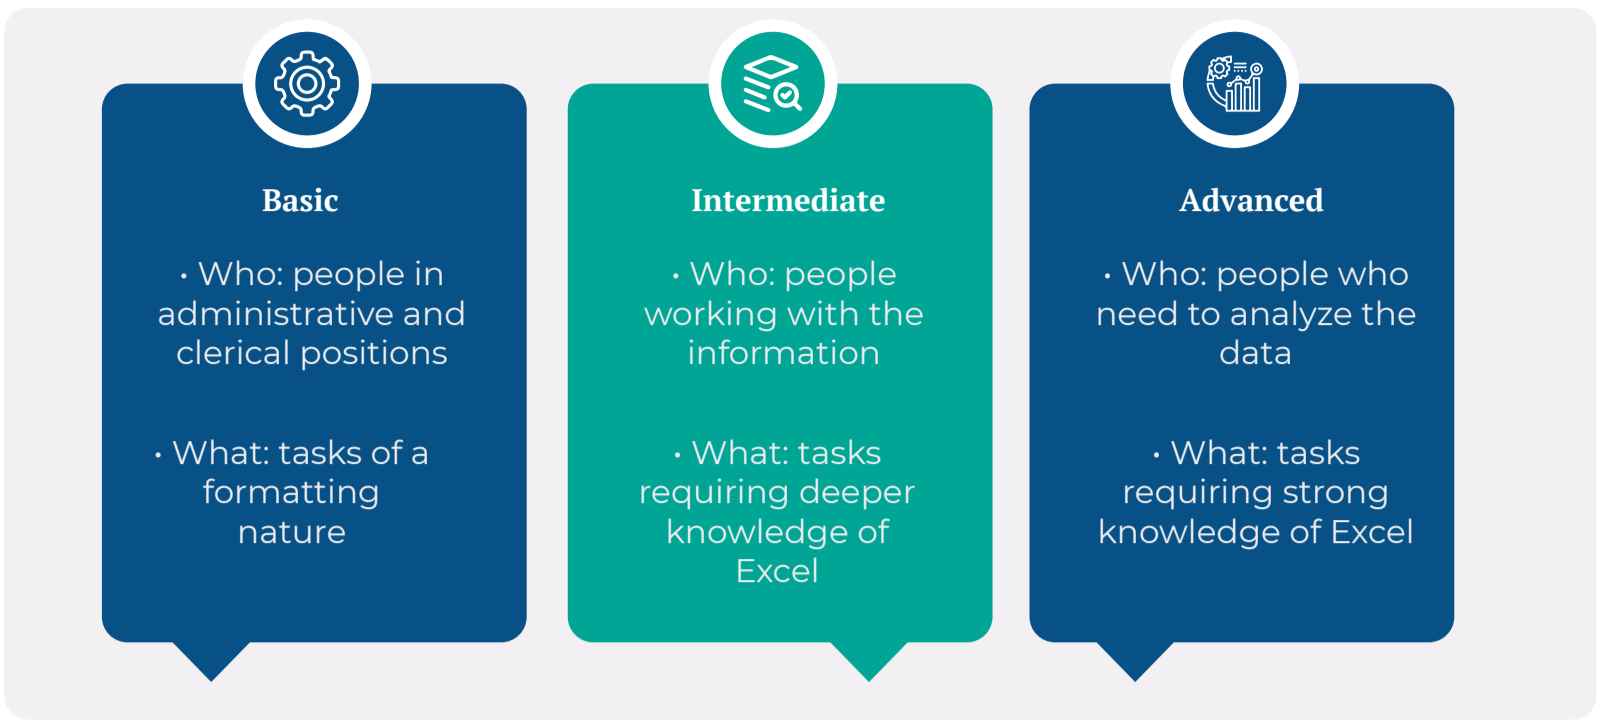 Basic
• Who: people in
administrative and
clerical positions
• What: tasks of a
formatting
nature
Intermediate
• Who: people
working with the
information
• What: tasks
requiring deeper
knowledge of
Excel
Advanced
• Who: people who
need to analyze the
data
• What: tasks
requiring strong
knowledge of Excel